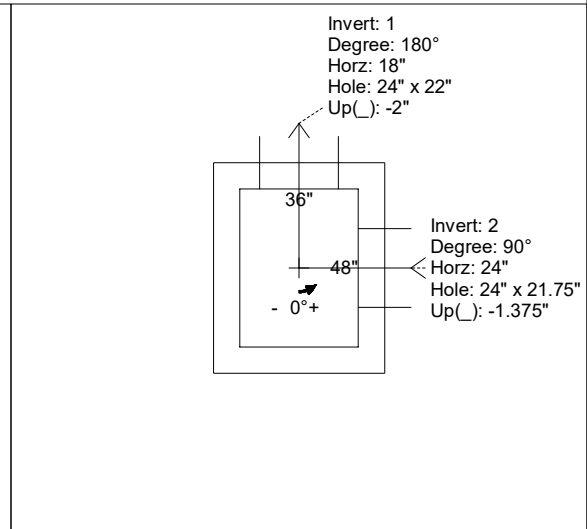 Invert: 1
Degree: 180°
Horz: 18"
Hole: 24" x 22"
Up(_): -2"
36"
48"
- 0°+
Invert: 2
Degree: 90°
Horz: 24"
Hole: 24" x 21.75"
Up(_): -1.375"